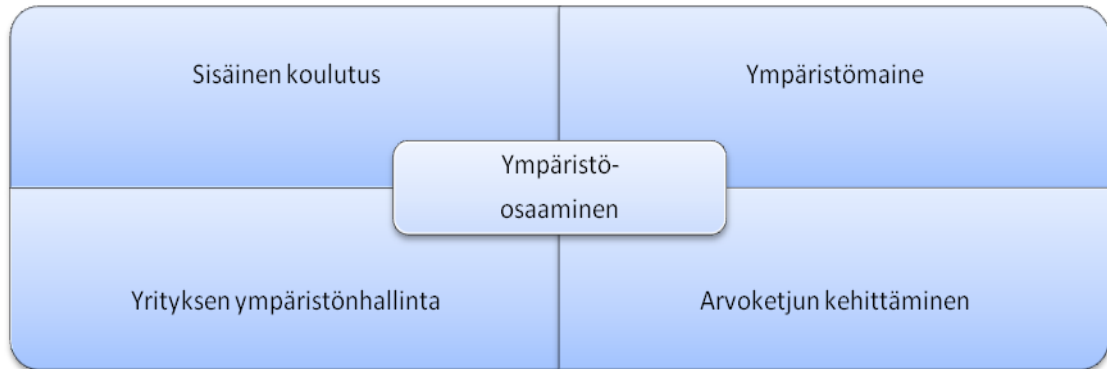 Sisäinen koulutus
Ympäristömaine
Ympäristö-
osaaminen
Yrityksen ympäristönhallinta
Arvoketjun kehittäminen